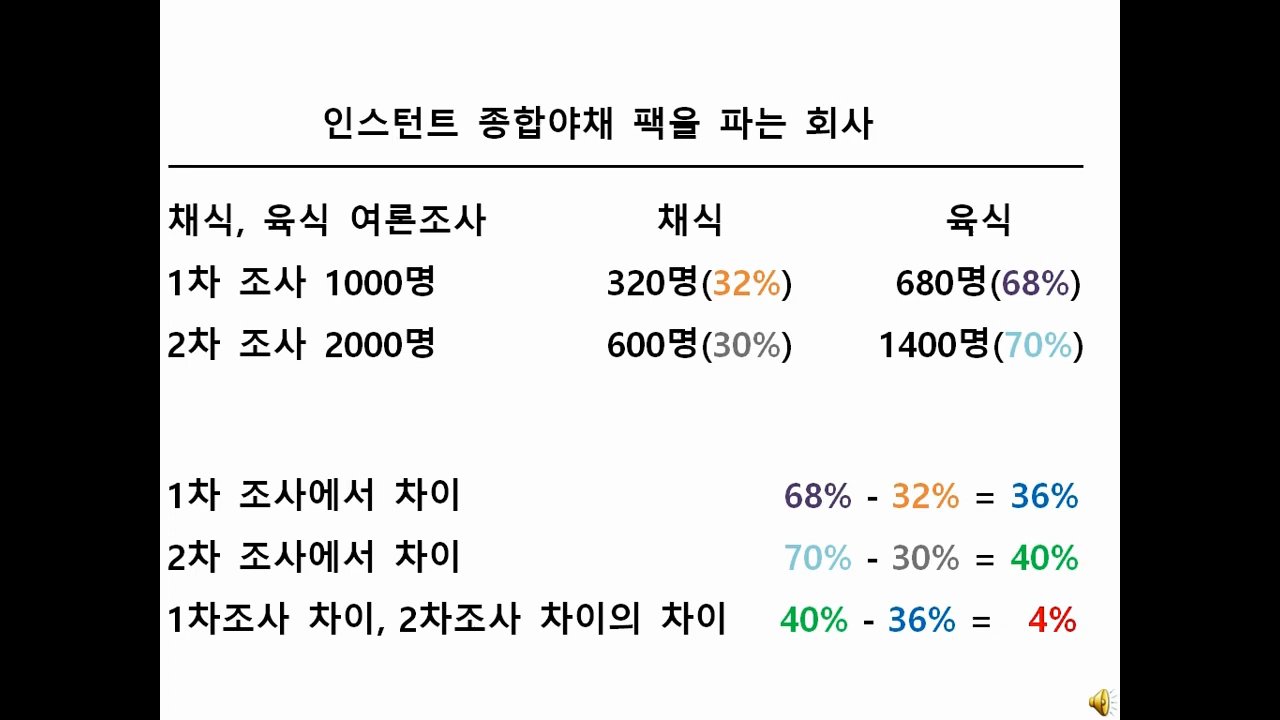 인스턴트 종합야채 팩을 파는 회사
채식, 육식 여론조사 채식 육식
1차 조사 1000명 320명(32%) 680명(68%)
2차 조사 2000명 600명(30%) 1400명(70%)
1차 조사에서 차이 68% - 32% = 36%
2차 조사에서 차이 70% - 30% = 40%
1차조사 차이, 2차조사 차이의 차이 40% - 36% = 4%